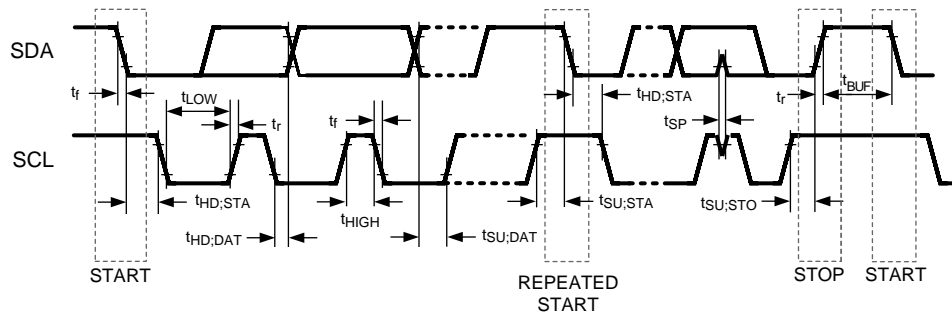 SDA
t_f
t_LOW
t_r
t_f
t_HD;STA
t_SP
t_r
t_BUF
SCL
t_HD;STA
t_HD;DAT
t_HIGH
t_SU;DAT
t_SU;STA
t_SU;STO
START
REPEATED
START
STOP
START